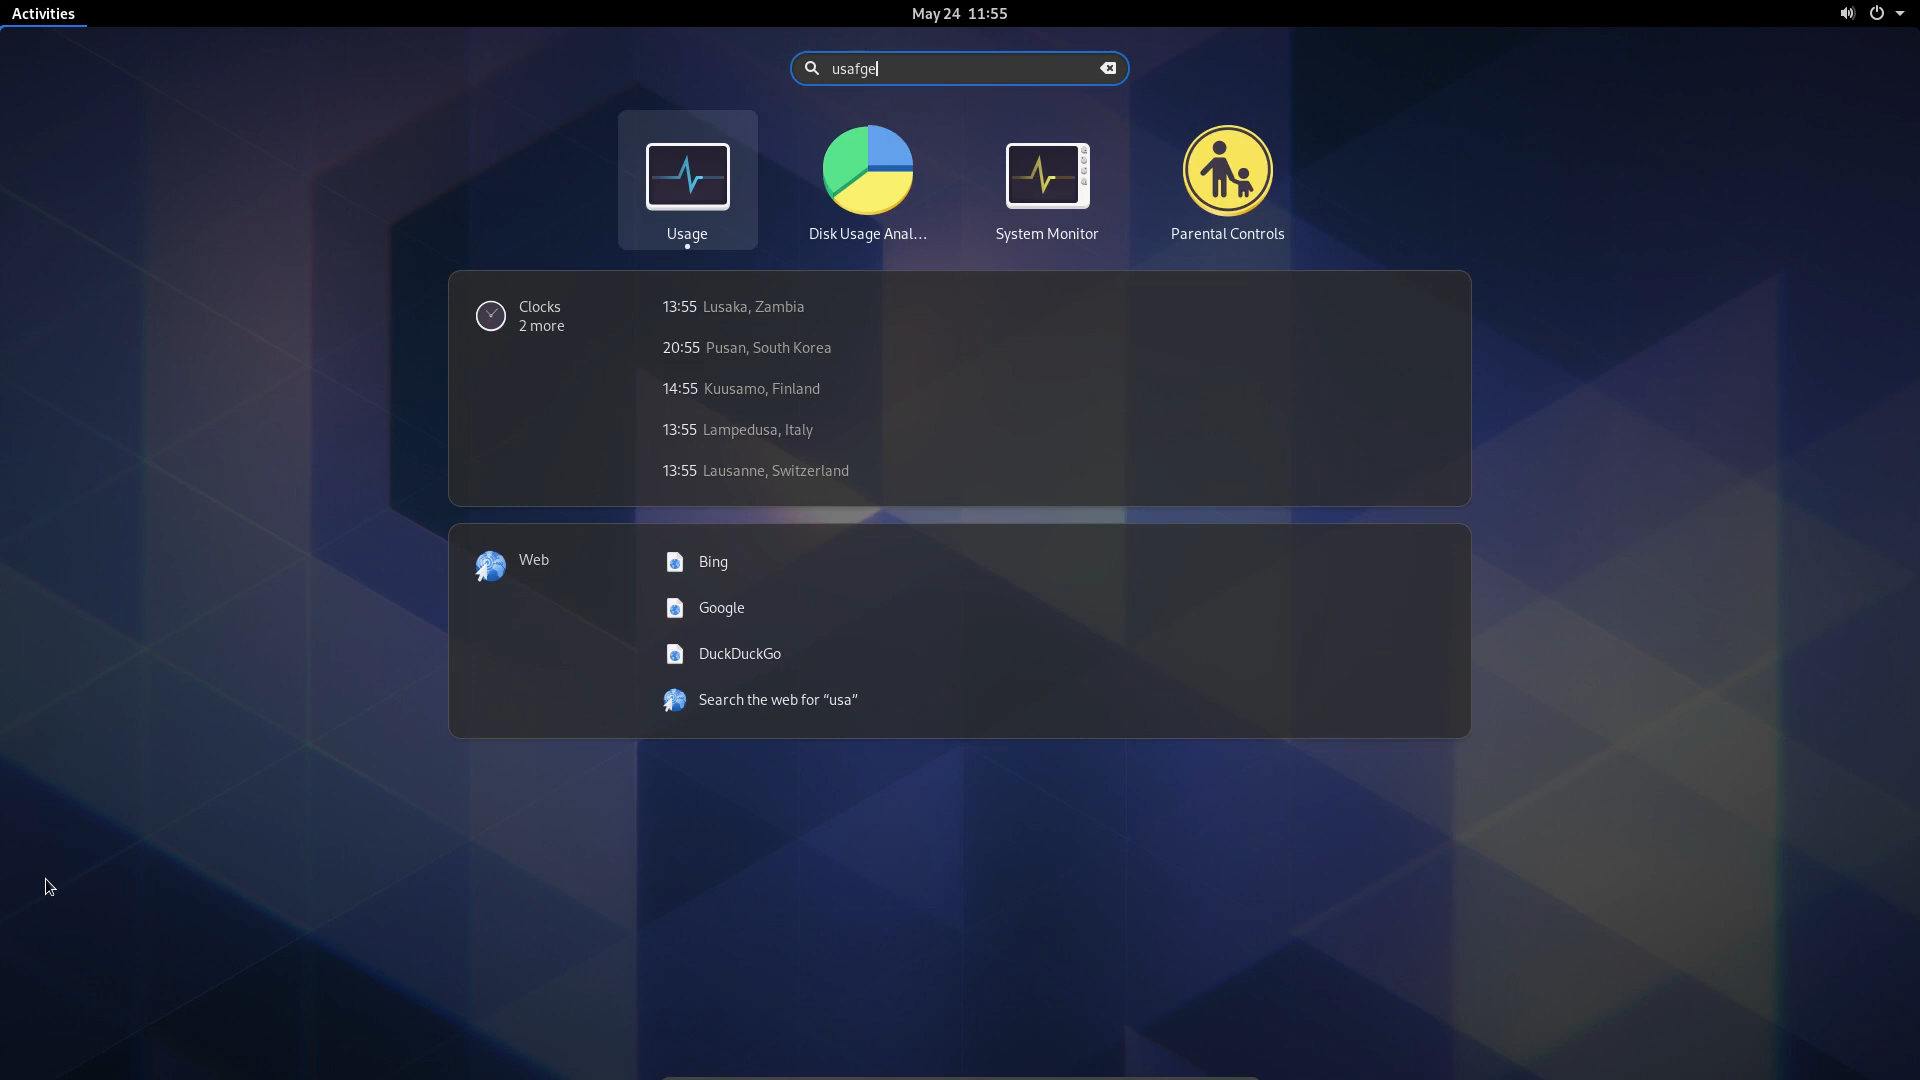 Activities
May 24 11:55
usafge
Usage
Disk Usage Anal…
System Monitor
Parental Controls
Clocks
2 more
13:55 Lusaka, Zambia
20:55 Pusan, South Korea
14:55 Kuusamo, Finland
13:55 Lampedusa, Italy
13:55 Lausanne, Switzerland
Web
Bing
Google
DuckDuckGo
Search the web for “usa”